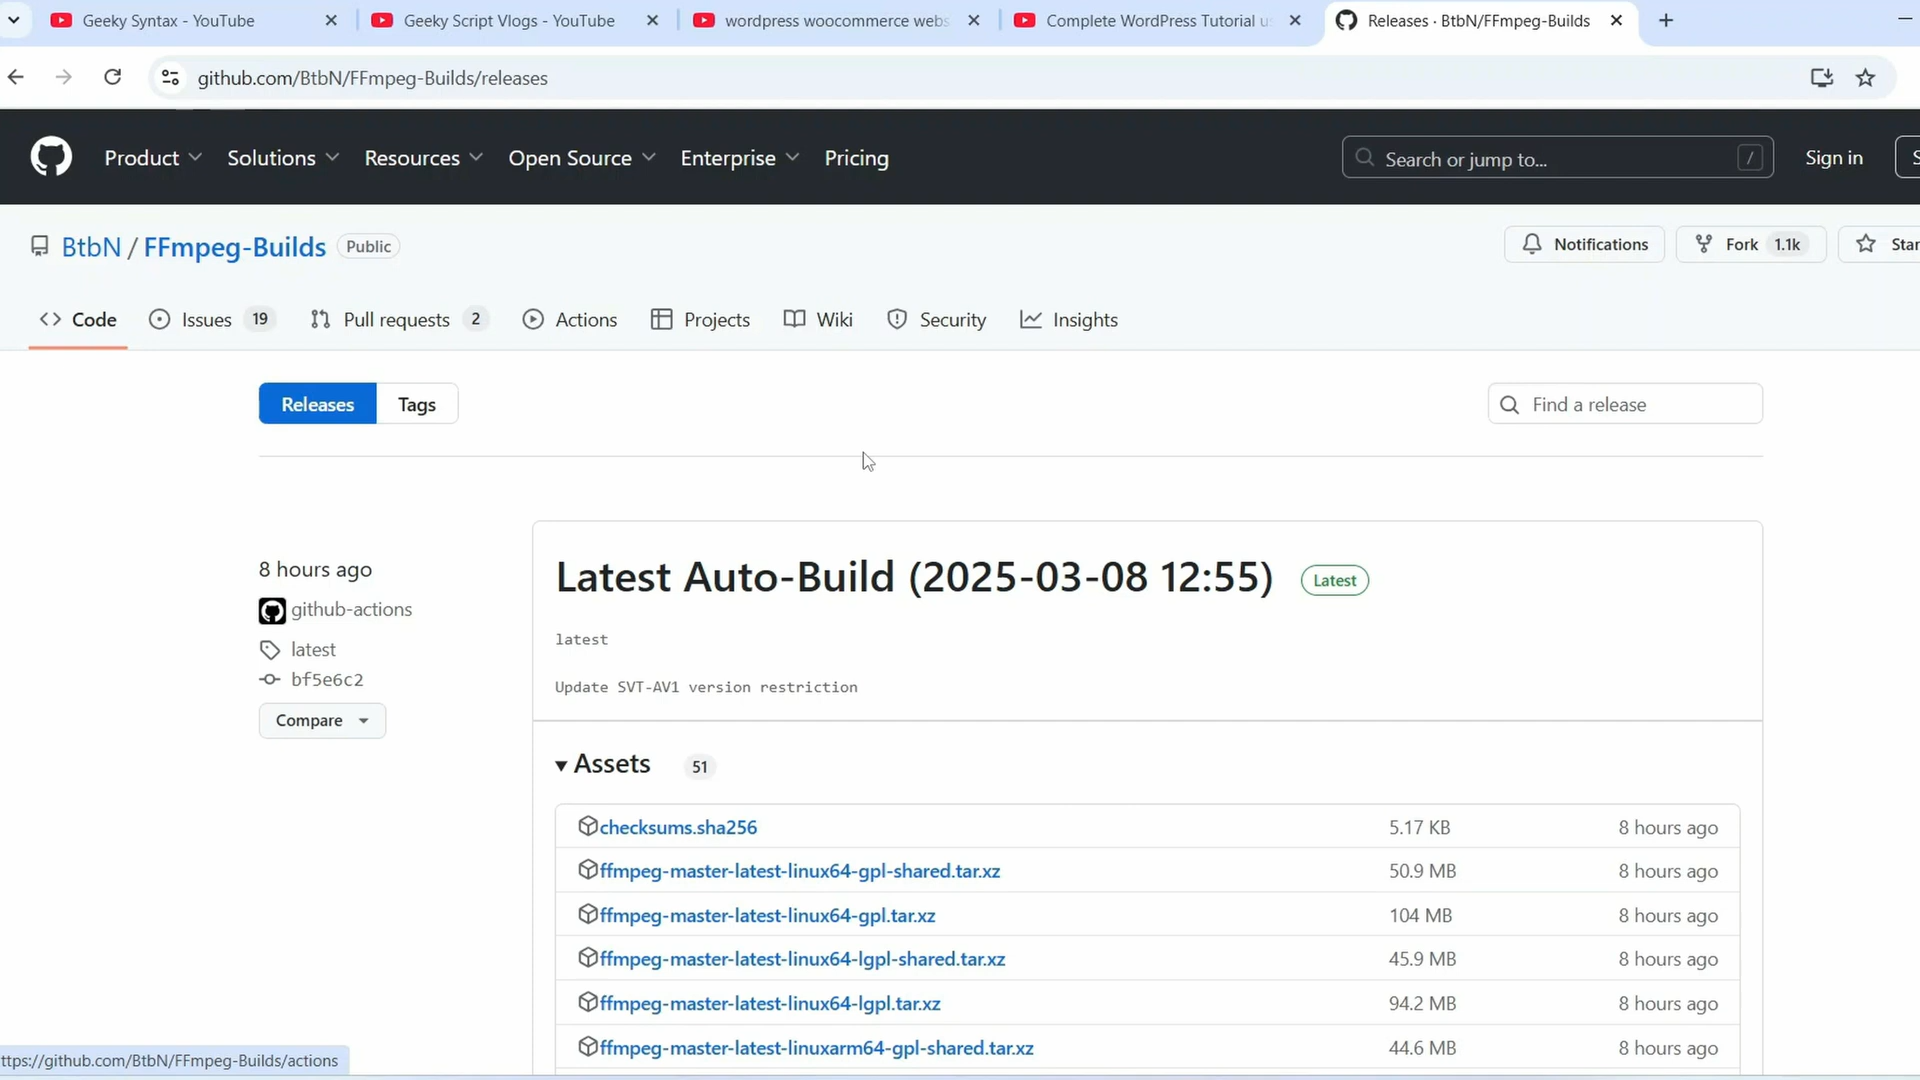 Geeky Syntax - YouTube
Geeky Script Vlogs - YouTube
wordpress woocommerce webs
Complete WordPress Tutorial u
Releases · BtbN/FFmpeg-Builds
github.com/BtbN/FFmpeg-Builds/releases
Product
Solutions
Resources
Open Source
Enterprise
Pricing
Search or jump to...
/
Sign in
S
BtbN / FFmpeg-Builds
Public
Notifications
Fork 1.1k
Star
Code
Issues 19
Pull requests 2
Actions
Projects
Wiki
Security
Insights
Releases
Tags
Find a release
8 hours ago
github-actions
latest
bf5e6c2
Compare
Latest Auto-Build (2025-03-08 12:55)
Latest
latest
Update SVT-AV1 version restriction
Assets 51
checksums.sha256 5.17 KB 8 hours ago
ffmpeg-master-latest-linux64-gpl-shared.tar.xz 50.9 MB 8 hours ago
ffmpeg-master-latest-linux64-gpl.tar.xz 104 MB 8 hours ago
ffmpeg-master-latest-linux64-lgpl-shared.tar.xz 45.9 MB 8 hours ago
ffmpeg-master-latest-linux64-lgpl.tar.xz 94.2 MB 8 hours ago
ffmpeg-master-latest-linuxarm64-gpl-shared.tar.xz 44.6 MB 8 hours ago
ttps://github.com/BtbN/FFmpeg-Builds/actions